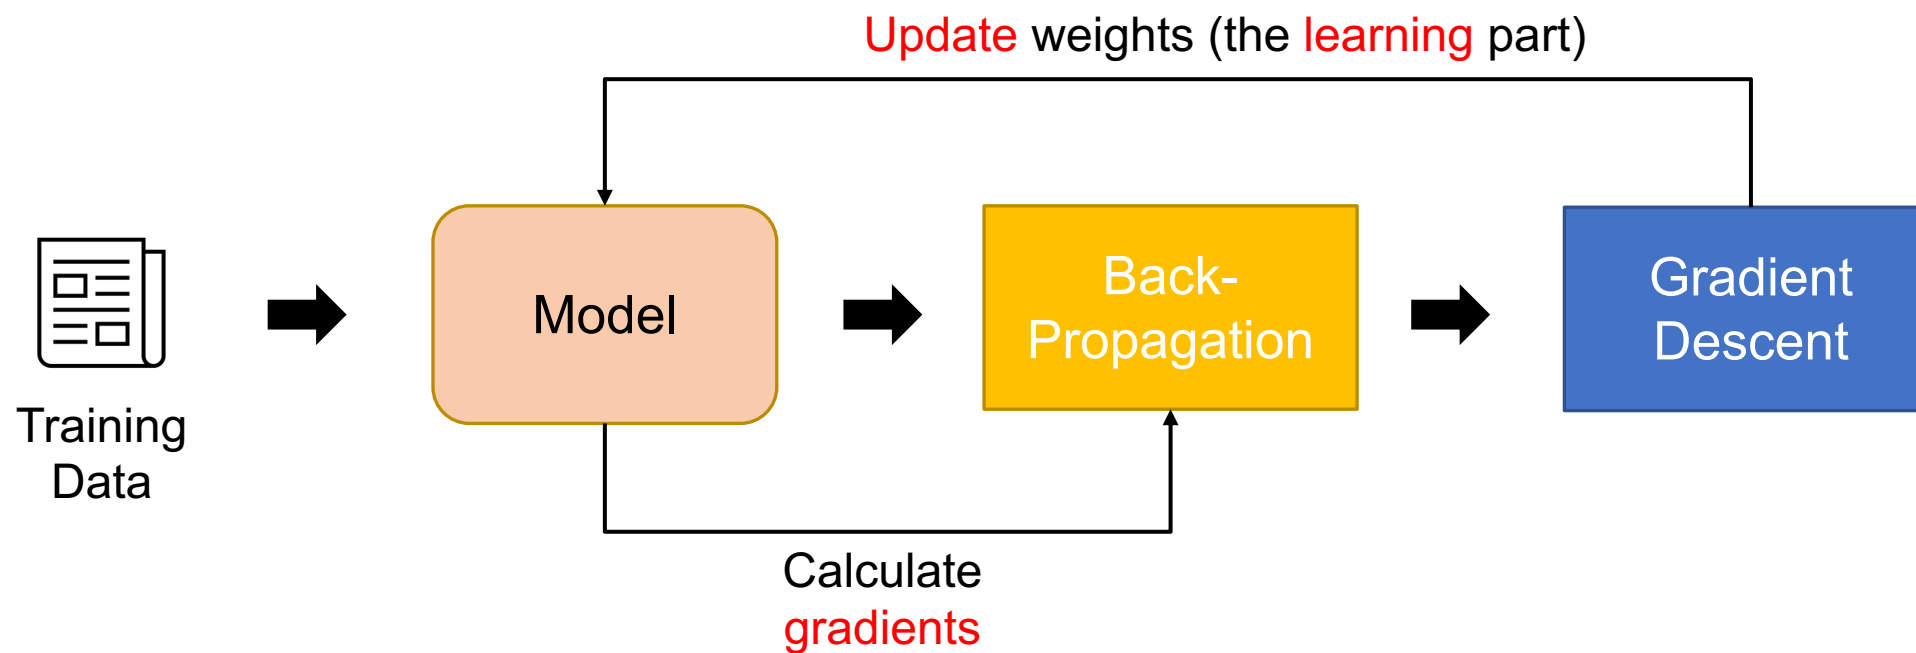 Update weights (the learning part)
Training
Data
Model
Back-
Propagation
Gradient
Descent
Calculate
gradients